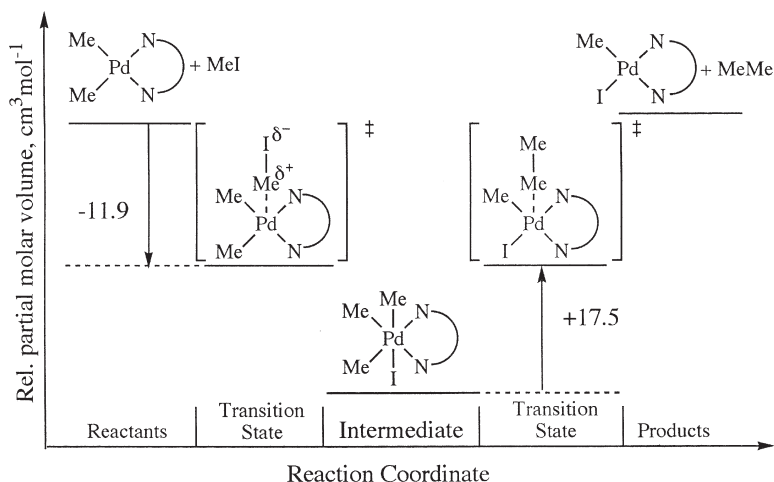 Rel. partial molar volume, cm³mol⁻¹
Me
N
Pd
+ MeI
Me
N
-11.9
‡
I δ−
Me δ+
Me
N
Pd
Me
N
Me
Me
N
Pd
Me
N
I
‡
Me
Me
Me
N
Pd
I
N
+17.5
Me
N
Pd
+ MeMe
I
N
Reactants
Transition
State
Intermediate
Transition
State
Products
Reaction Coordinate